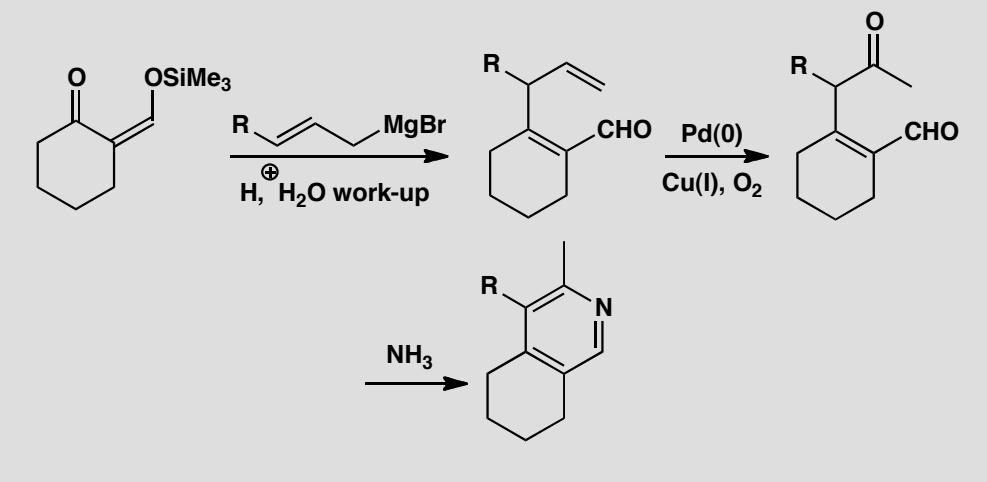 O
OSiMe3
R
MgBr
H, ⊕ H2O work-up
R
CHO
Pd(0)
Cu(I), O2
O
R
CHO
NH3
R
N